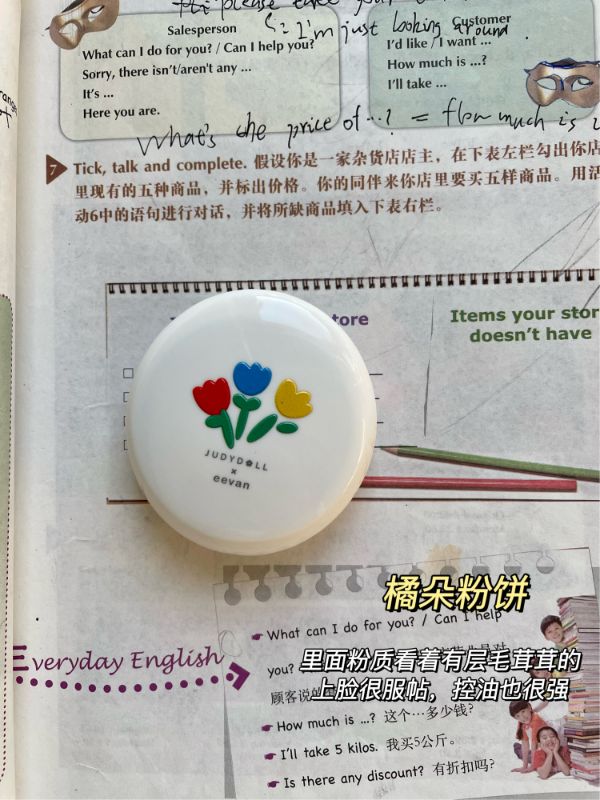 please
Salesperson
What can I do for you? / Can I help you?
Sorry, there isn't/aren't any ...
It's ...
Here you are.
I'm just looking around.
Customer
I'd like / I want ...
How much is ...?
I'll take ...
What's the price of...? = How much is
7 Tick, talk and complete. 假设你是一家杂货店店主，在下表左栏勾出你店
里现有的五种商品，并标出价格。你的同伴来你店里要买五样商品。用活
动6中的语句进行对话，并将所缺商品填入下表右栏。
tore
Items your stor
doesn't have
JUDYDOLL
×
eevan
橘朵粉饼
Everyday English
What can I do for you? / Can I help
you?
里面粉质看着有层毛茸茸的
上脸很服帖，控油也很强
顾客说的
How much is ...? 这个…多少钱?
I'll take 5 kilos. 我买5公斤。
Is there any discount? 有折扣吗?